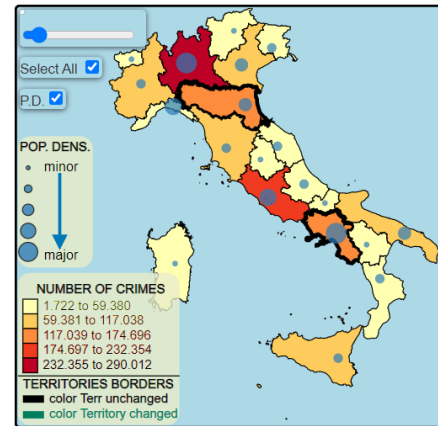 Select All
P.D.
POP. DENS.
minor
major
NUMBER OF CRIMES
1.722 to 59.380
59.381 to 117.038
117.039 to 174.696
174.697 to 232.354
232.355 to 290.012
TERRITORIES BORDERS
color Terr unchanged
color Territory changed